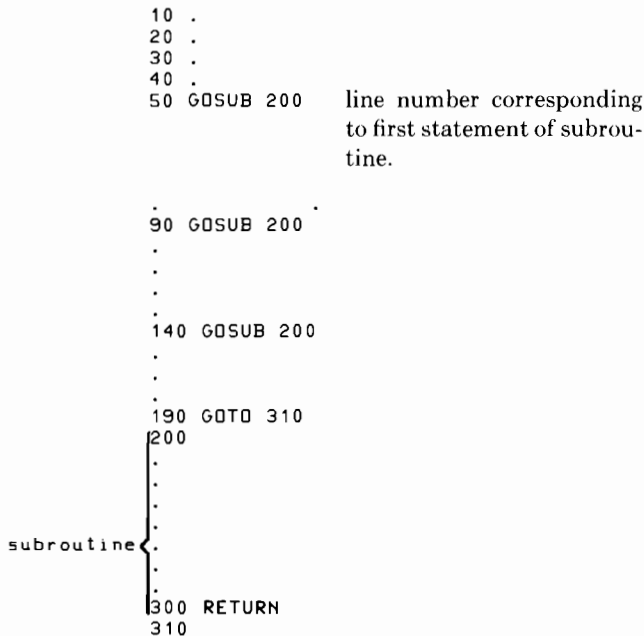 10 .
20 .
30 .
40 .
50 GOSUB 200 line number corresponding
to first statement of subrou-
tine.
. .
90 GOSUB 200
.
.
.
.
140 GOSUB 200
.
.
.
190 GOTO 310
200
.
.
.
.
subroutine .
.
.
300 RETURN
310